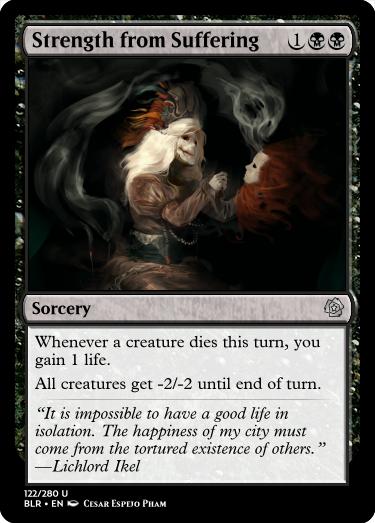 Strength from Suffering 1
Sorcery
Whenever a creature dies this turn, you
gain 1 life.
All creatures get -2/-2 until end of turn.
“It is impossible to have a good life in
isolation. The happiness of my city must
come from the tortured existence of others.”
—Lichlord Ikel
122/280 U
BLR • EN CESAR ESPEJO PHAM